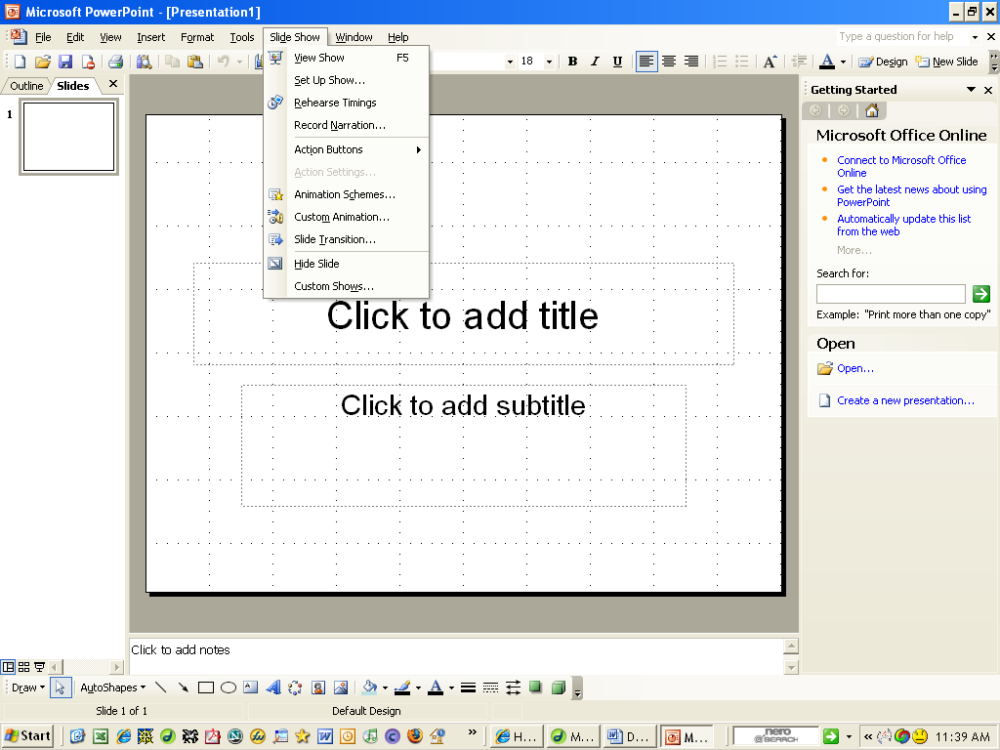 Microsoft PowerPoint - [Presentation1]
File Edit View Insert Format Tools Slide Show Window Help Type a question for help
18 B I U A A Design New Slide
Outline Slides
1
View Show F5
Set Up Show...
Rehearse Timings
Record Narration...
Action Buttons
Action Settings...
Animation Schemes...
Custom Animation...
Slide Transition...
Hide Slide
Custom Shows...
Click to add title
Click to add subtitle
Getting Started
Microsoft Office Online
Connect to Microsoft Office
Online
Get the latest news about using
PowerPoint
Automatically update this list
from the web
More...
Search for:
Example: "Print more than one copy"
Open
Open...
Create a new presentation...
Click to add notes
Draw AutoShapes A
Slide 1 of 1 Default Design
Start » H... M... D... M... nero @SEARCH « 11:39 AM